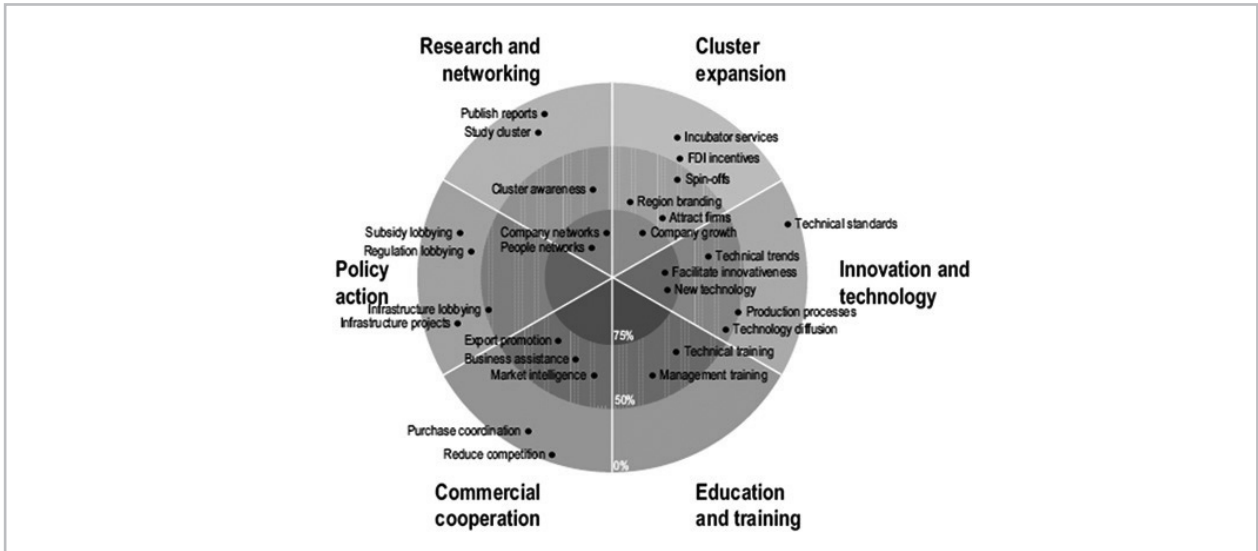 Research and
networking
Cluster
expansion
Publish reports
Study cluster
Cluster awareness
Company networks
People networks
Incubator services
FDI incentives
Spin-offs
Region branding
Attract firms
Company growth
Technical standards
Technical trends
Facilitate innovativeness
New technology
Production processes
Technology diffusion
Innovation and
technology
Subsidy lobbying
Regulation lobbying
Policy
action
Infrastructure lobbying
Infrastructure projects
Export promotion
Business assistance
Market intelligence
Purchase coordination
Reduce competition
75%
50%
0%
Technical training
Management training
Commercial
cooperation
Education
and training